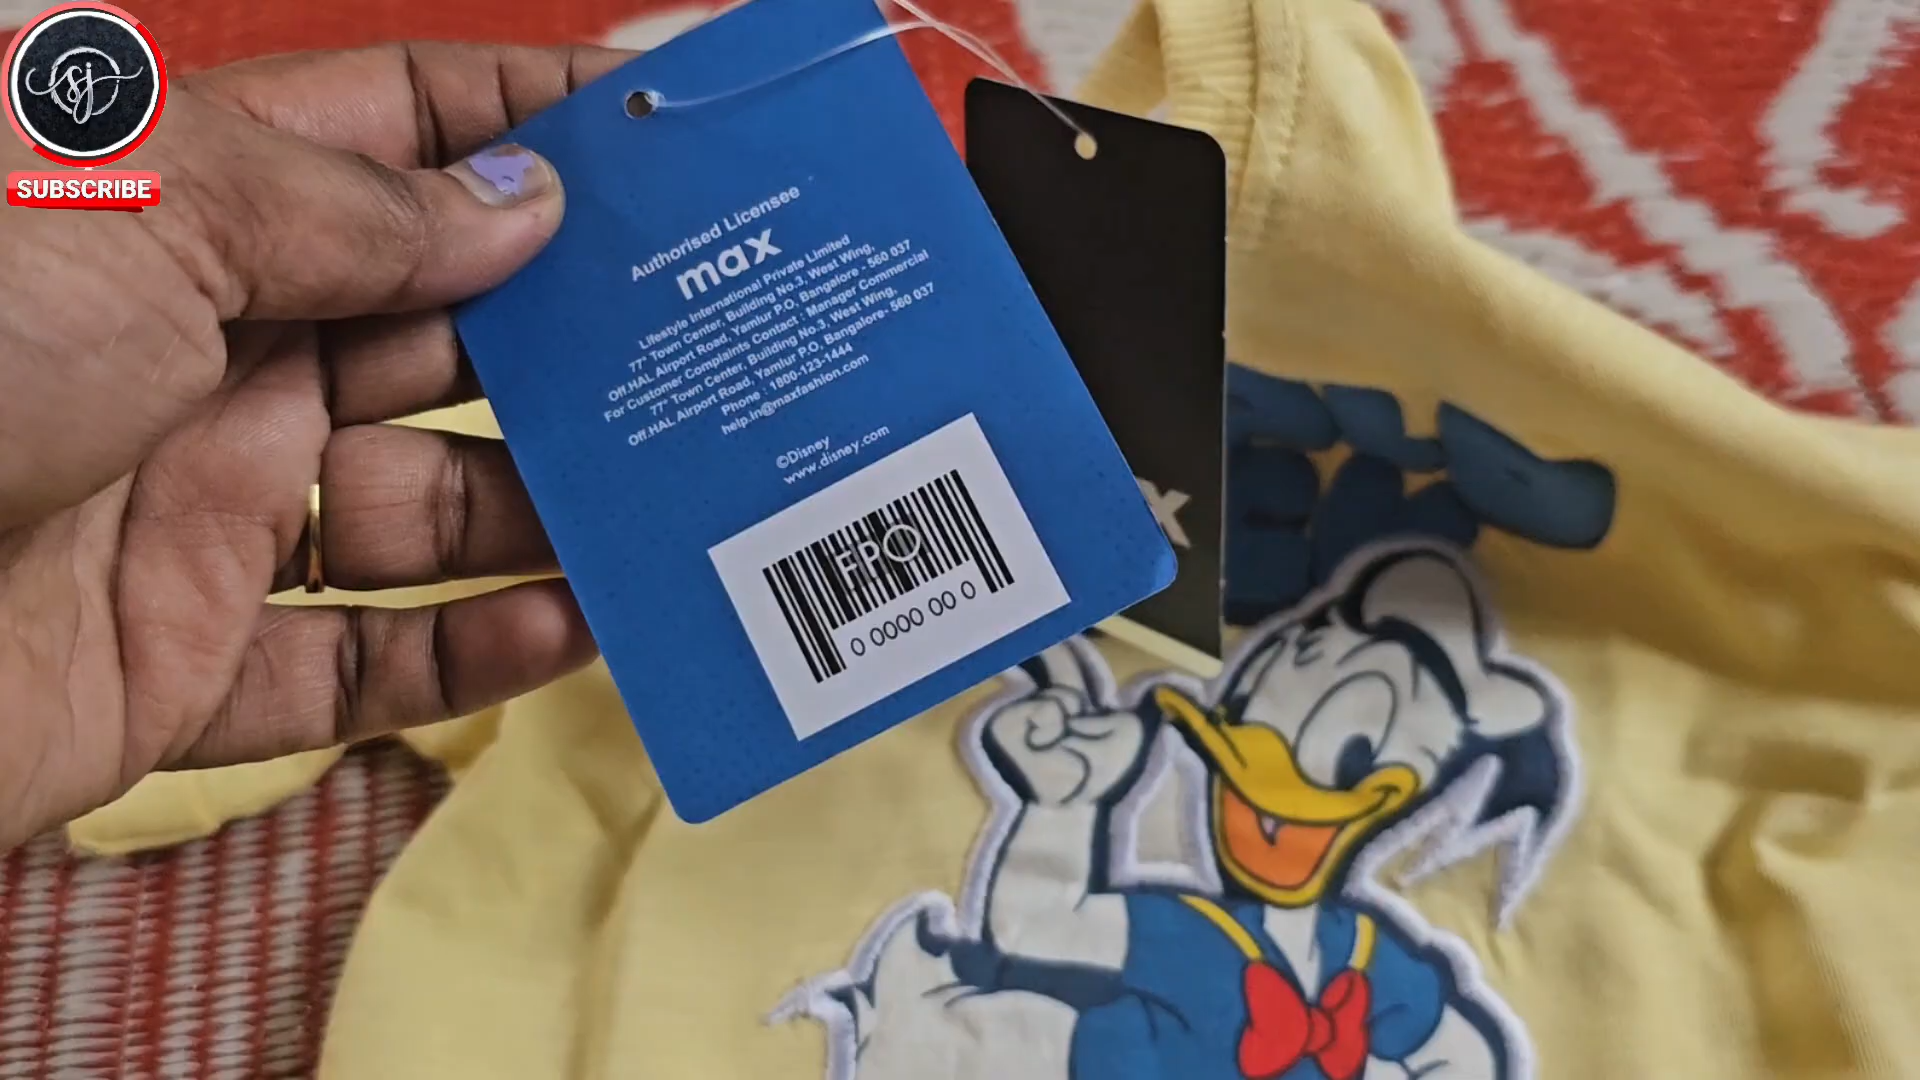 SJ
SUBSCRIBE
Authorised Licensee
max
Lifestyle International Private Limited
77° Town Center, Building No.3, West Wing,
Off.HAL Airport Road, Yamlur P.O, Bangalore - 560 037
For Customer Complaints Contact : Manager Commercial
77° Town Center, Building No.3, West Wing,
Off.HAL Airport Road, Yamlur P.O, Bangalore- 560 037
Phone : 1800-123-1444
help.in@maxfashion.com
©Disney
www.disney.com
FPO
0 0000 00 0
x